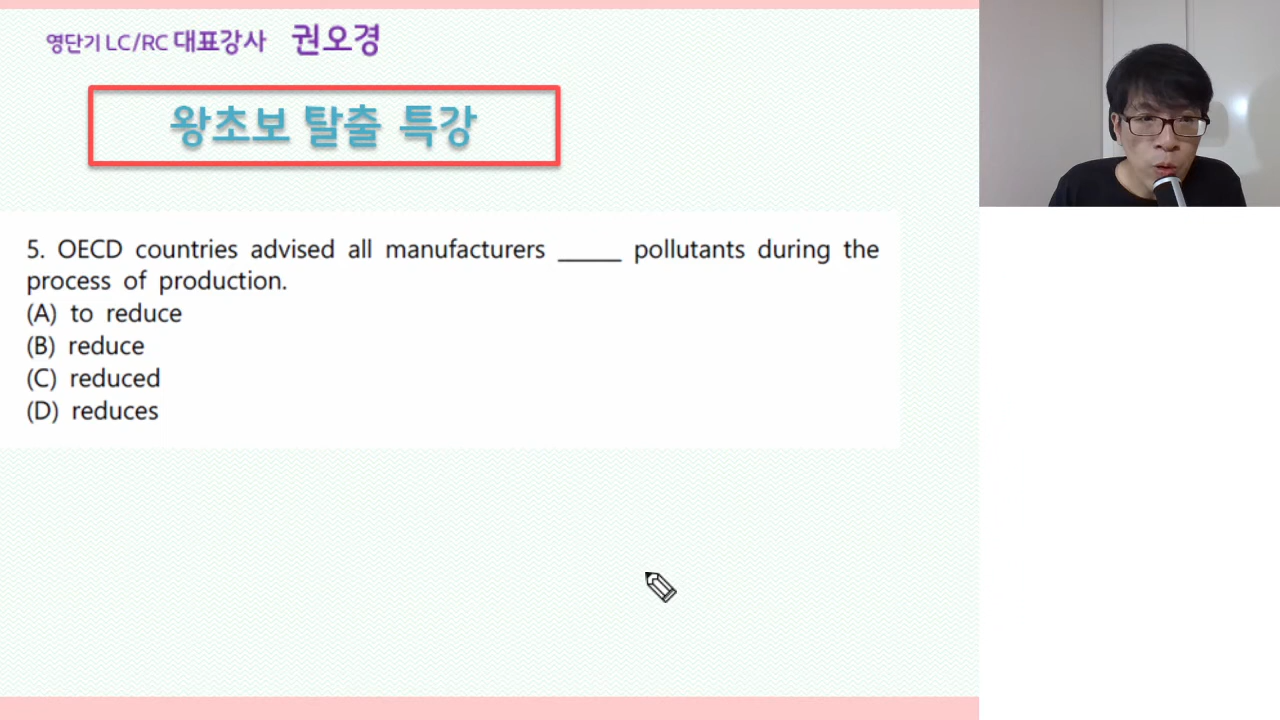 영단기 LC/RC 대표강사 권오경
왕초보 탈출 특강
5. OECD countries advised all manufacturers _____ pollutants during the
process of production.
(A) to reduce
(B) reduce
(C) reduced
(D) reduces